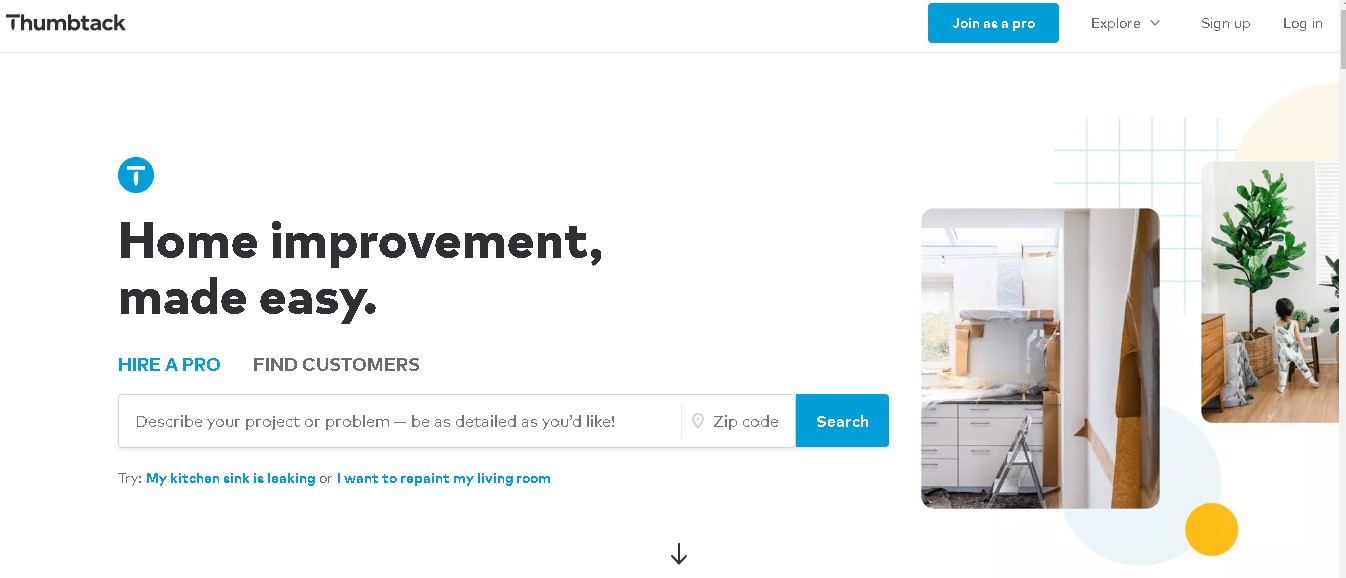 Thumbtack
Join as a pro
Explore
Sign up
Log in
Home improvement,
made easy.
HIRE A PRO FIND CUSTOMERS
Describe your project or problem — be as detailed as you’d like! Zip code Search
Try: My kitchen sink is leaking or I want to repaint my living room